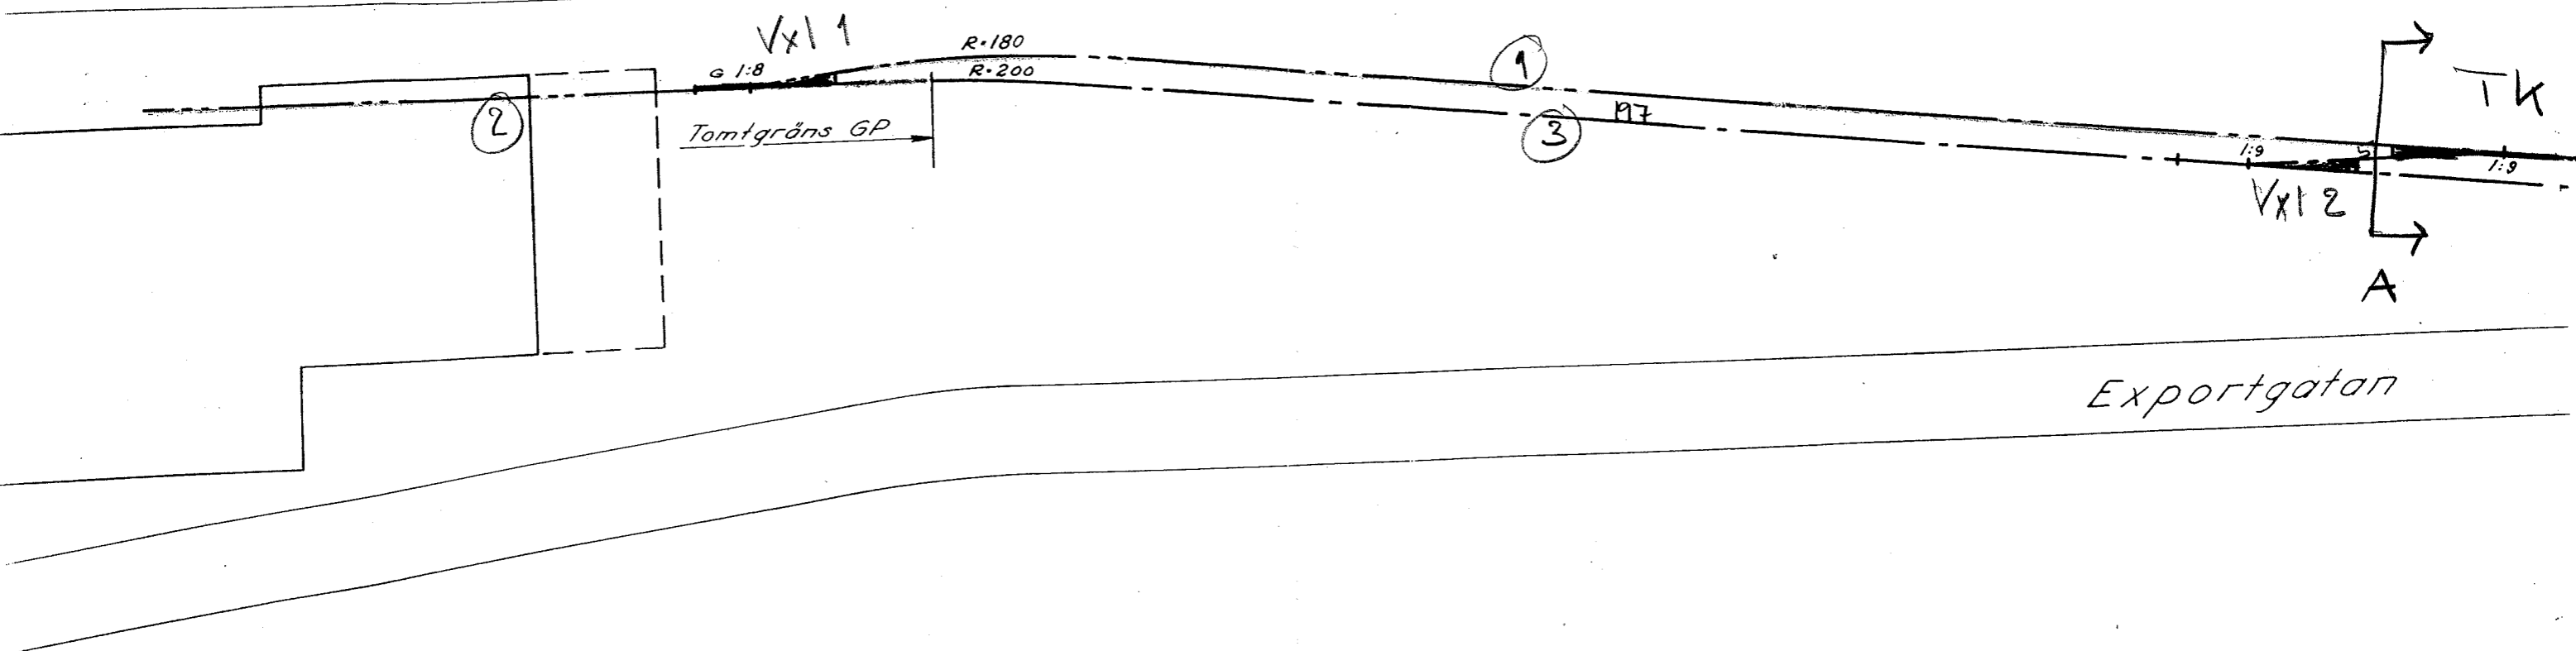 Vxl 1
G 1:8
R=180
R=200
1
2
Tomtgräns GP
3
197
TK
1:9
1:9
Vxl 2
A
Exportgatan